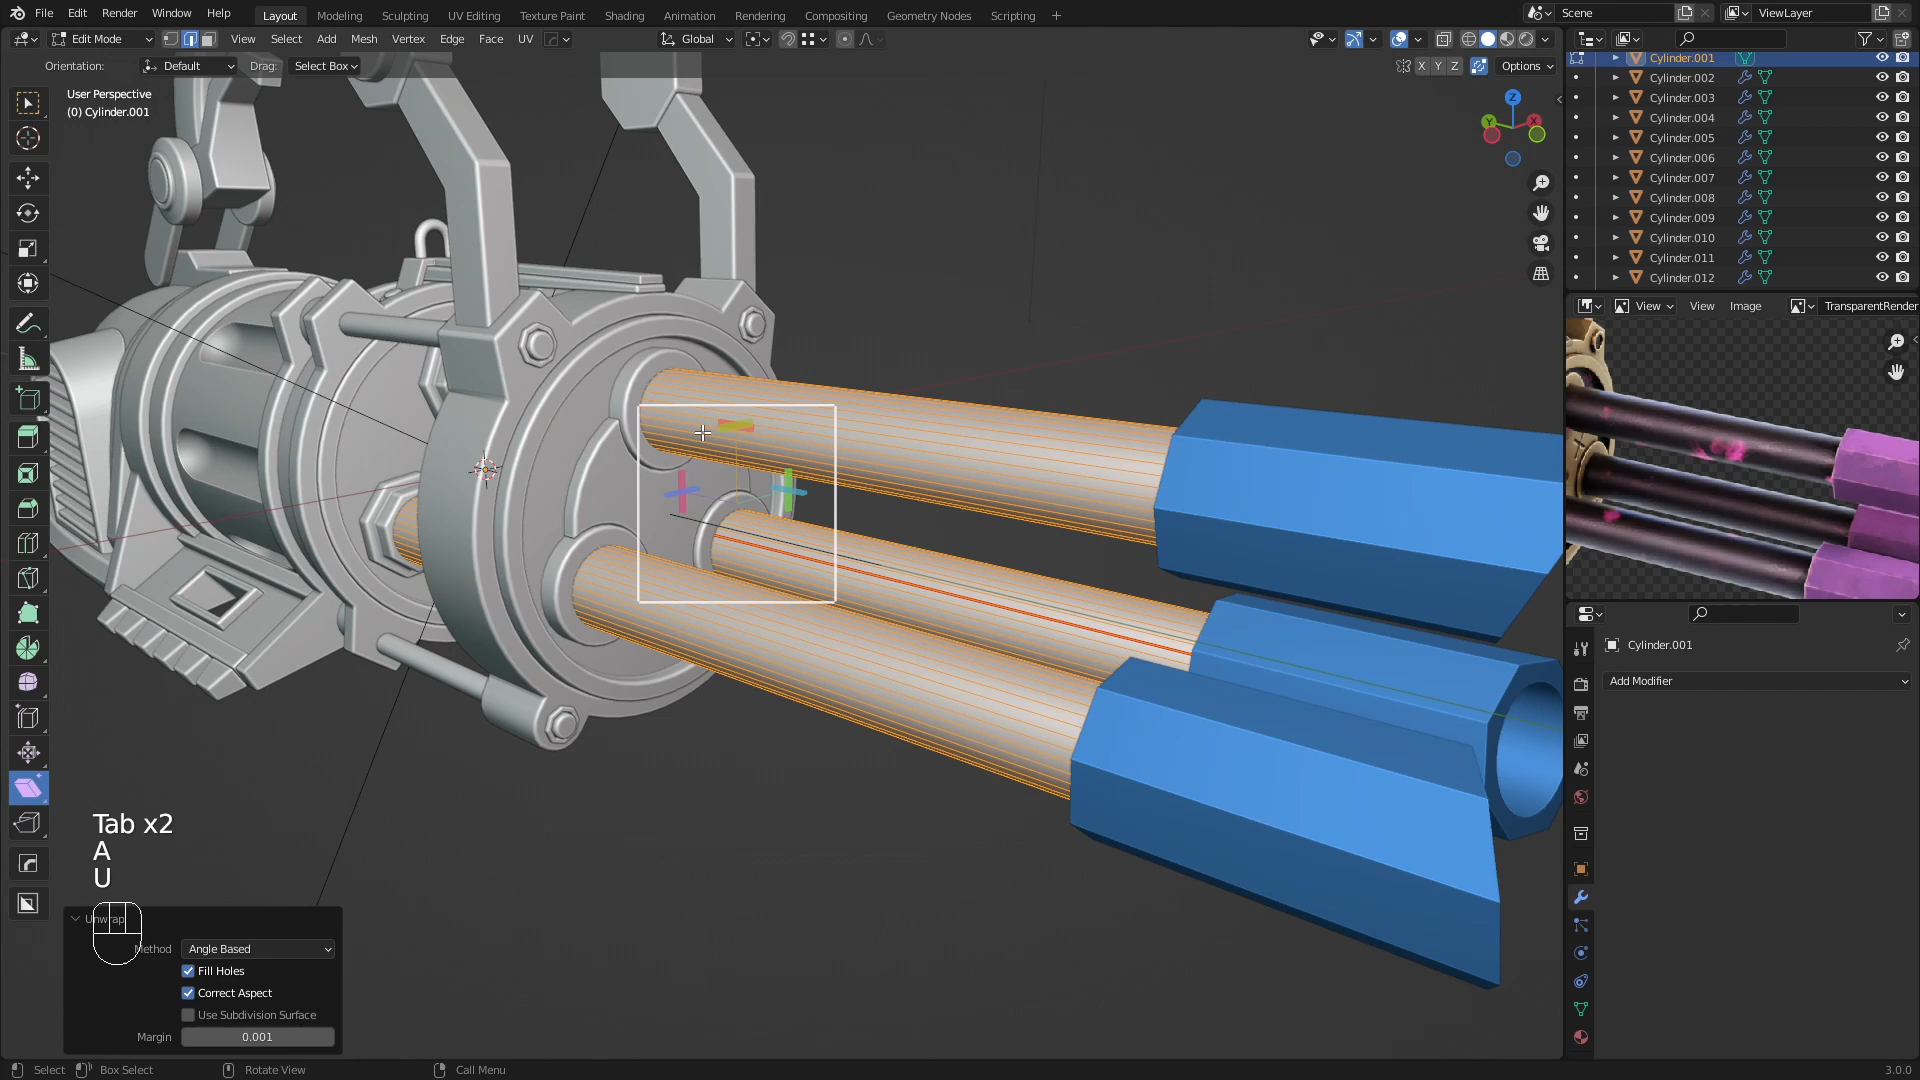 File Edit Render Window Help Layout Modeling Sculpting UV Editing Texture Paint Shading Animation Rendering Compositing Geometry Nodes Scripting + Scene ViewLayer
Edit Mode View Select Add Mesh Vertex Edge Face UV Global
Orientation: Default Drag: Select Box X Y Z Options
User Perspective
(0) Cylinder.001
Z
Y
X
Cylinder.001
Cylinder.002
Cylinder.003
Cylinder.004
Cylinder.005
Cylinder.006
Cylinder.007
Cylinder.008
Cylinder.009
Cylinder.010
Cylinder.011
Cylinder.012
View View Image TransparentRender
Cylinder.001
Add Modifier
Tab x2
A
U
Unwrap
Method Angle Based
Fill Holes
Correct Aspect
Use Subdivision Surface
Margin 0.001
Select Box Select Rotate View Call Menu 3.0.0